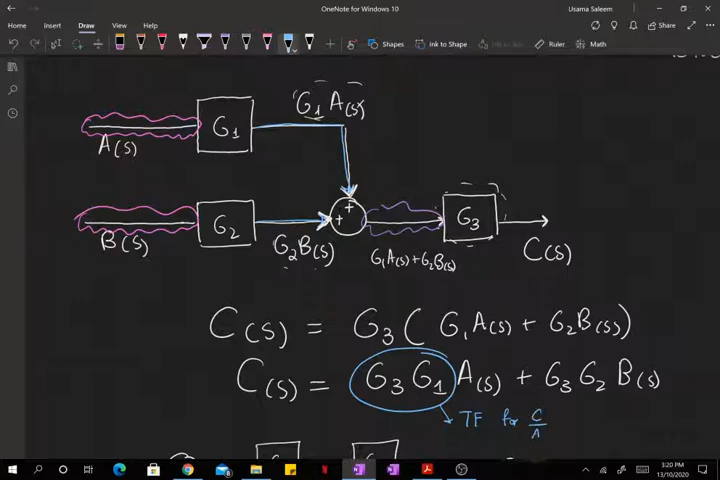 OneNote for Windows 10
Usama Saleem
Home Insert Draw View Help
Share
Shapes Ink to Shape Ruler Math
G₁ A(s)
G₁
A(s)
G₂
+
+
G₃
B(s)
G₂B(s)
G₁A(s)+G₂B(s)
C(s)
C(s) = G₃( G₁A(s) + G₂B(s))
C(s) = G₃ G₁ A(s) + G₃ G₂ B(s)
TF for C/A
3:20 PM
13/10/2020